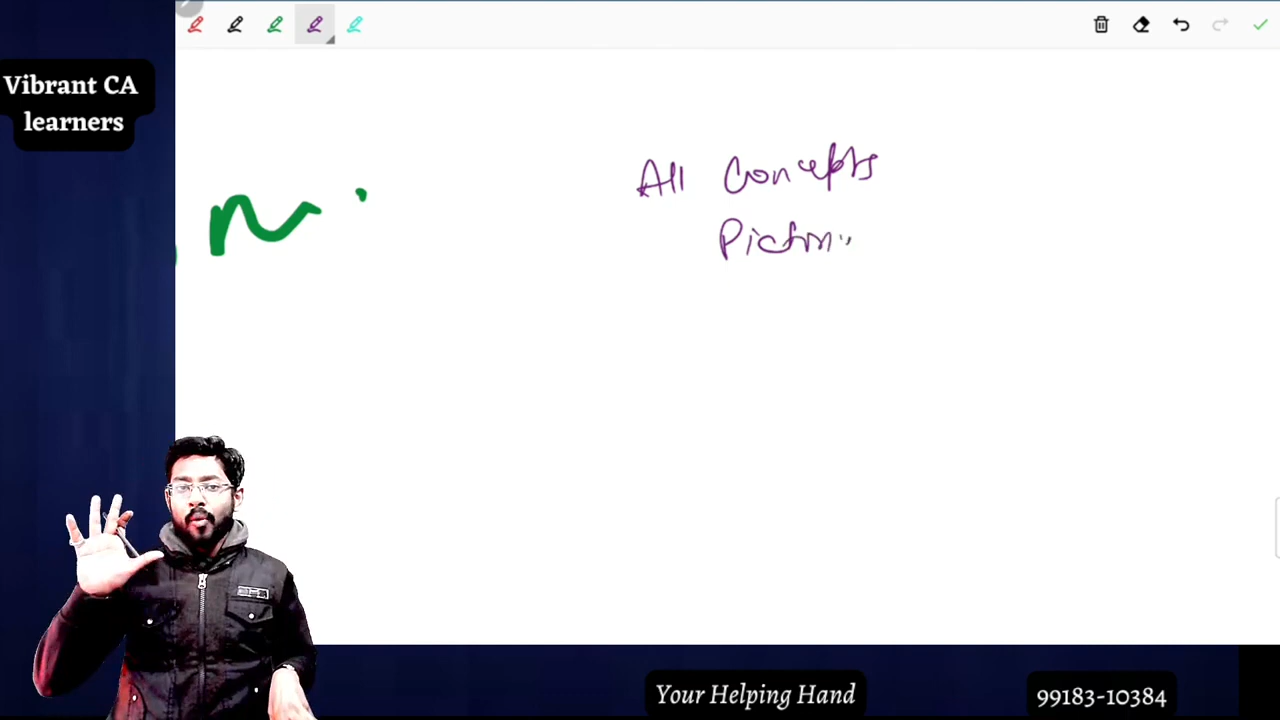 Vibrant CA
learners
All Concepts
Your Helping Hand
99183-10384